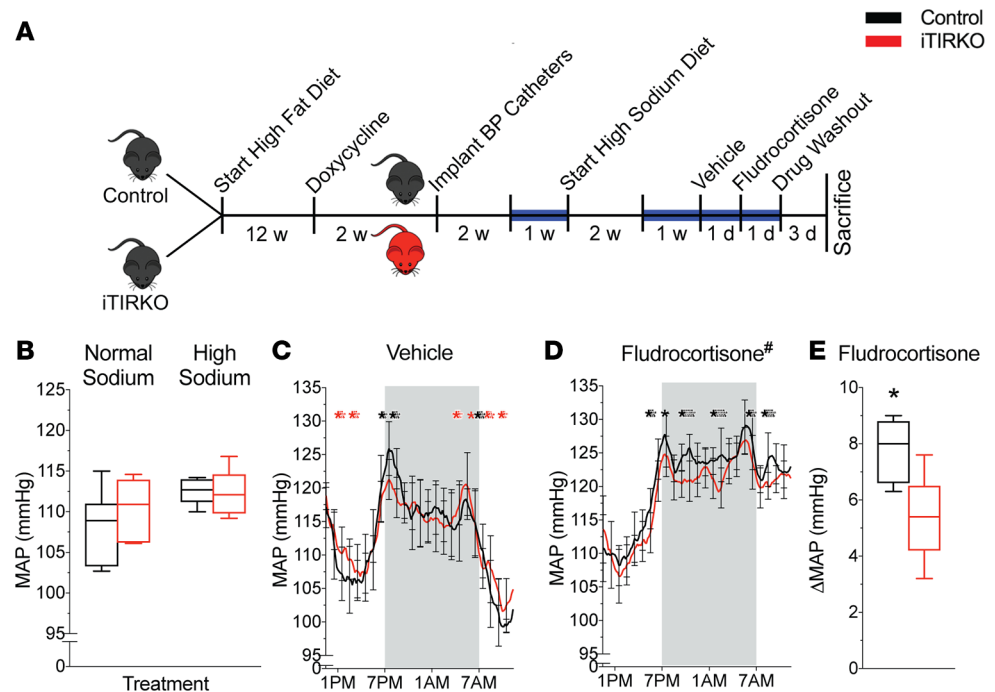 A
Control
iTIRKO
Start High Fat Diet
Doxycycline
Implant BP Catheters
Start High Sodium Diet
Vehicle
Fludrocortisone
Drug Washout
Sacrifice
Control
iTIRKO
12 w
2 w
2 w
1 w
2 w
1 w
1 d
1 d
3 d
B
Normal
Sodium
High
Sodium
MAP (mmHg)
125
120
115
110
105
100
95
0
Treatment
C
Vehicle
MAP (mmHg)
135
130
125
120
115
110
105
100
95
0
1PM
7PM
1AM
7AM
D
Fludrocortisone#
MAP (mmHg)
135
130
125
120
115
110
105
100
95
0
1PM
7PM
1AM
7AM
E
Fludrocortisone
ΔMAP (mmHg)
10
8
6
4
2
0
*